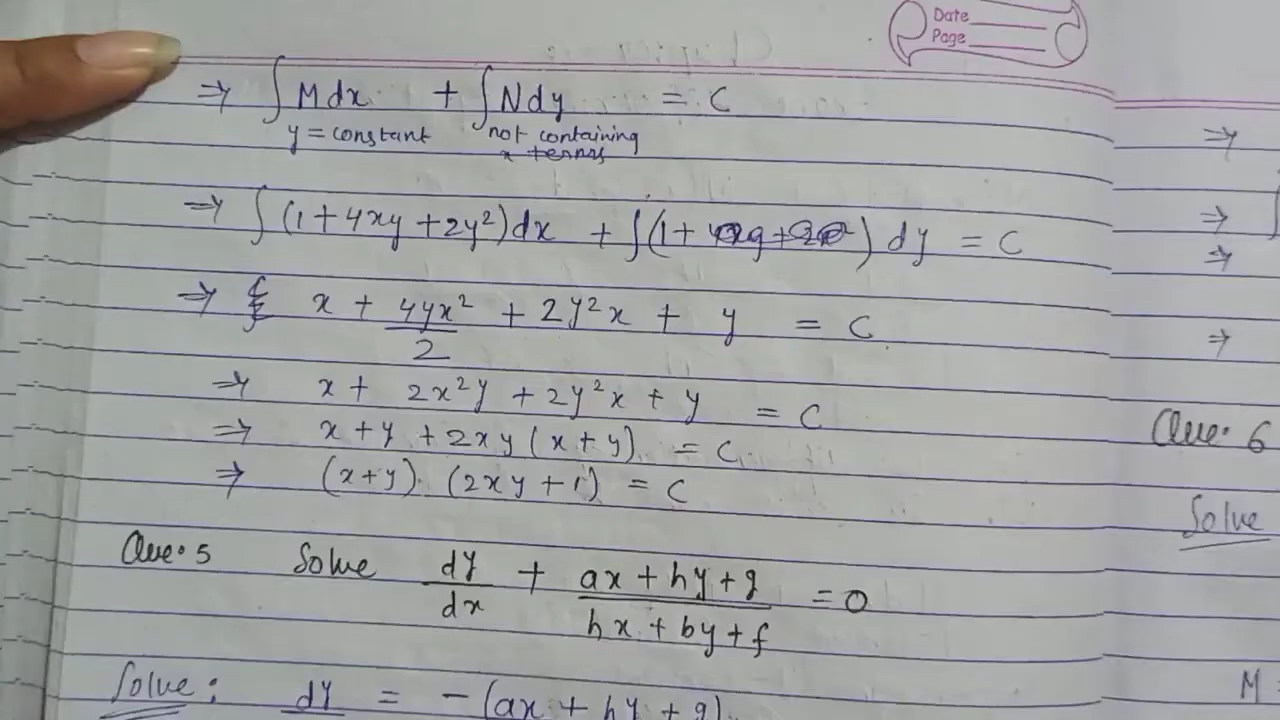 Date
Page
⇒ ∫ M dx + ∫ N dy = C
y = constant not containing
x terms
⇒ ∫ (1 + 4xy + 2y²) dx + ∫ (1 + ) dy = C
⇒ x + 4yx²/2 + 2y²x + y = C
⇒ x + 2x²y + 2y²x + y = C
⇒ x + y + 2xy (x + y) = C
⇒ (x+y) (2xy + 1) = C
Que. 5 Solve dy/dx + ax + hy + g / hx + by + f = 0
Solve: dy = - (ax + hy + g)
⇒
⇒
⇒
⇒
Que. 6
Solve
M